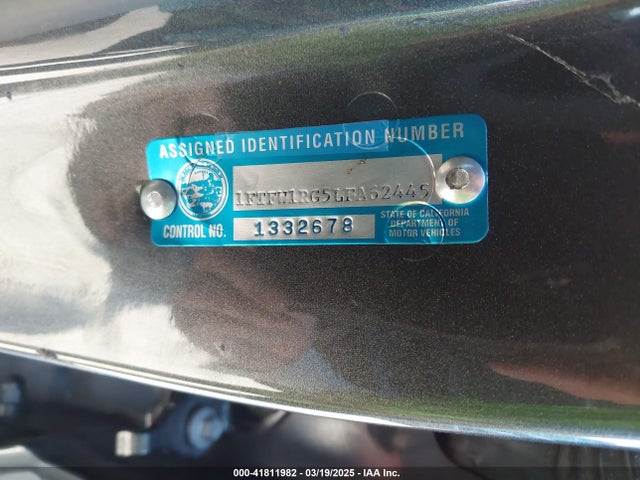 ASSIGNED IDENTIFICATION NUMBER
1FTFW1RG5LFA62445
CONTROL NO. 1332678
STATE OF CALIFORNIA
DEPARTMENT OF
MOTOR VEHICLES
000-41811982 / 03/19/2025 / IAA Inc.